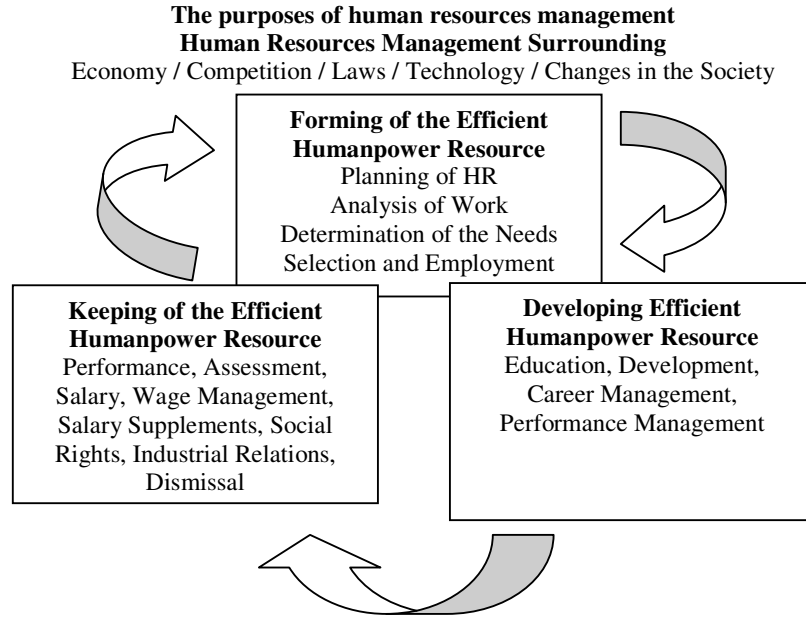 The purposes of human resources management
Human Resources Management Surrounding
Economy / Competition / Laws / Technology / Changes in the Society
Forming of the Efficient
Humanpower Resource
Planning of HR
Analysis of Work
Determination of the Needs
Selection and Employment
Keeping of the Efficient
Humanpower Resource
Performance, Assessment,
Salary, Wage Management,
Salary Supplements, Social
Rights, Industrial Relations,
Dismissal
Developing Efficient
Humanpower Resource
Education, Development,
Career Management,
Performance Management